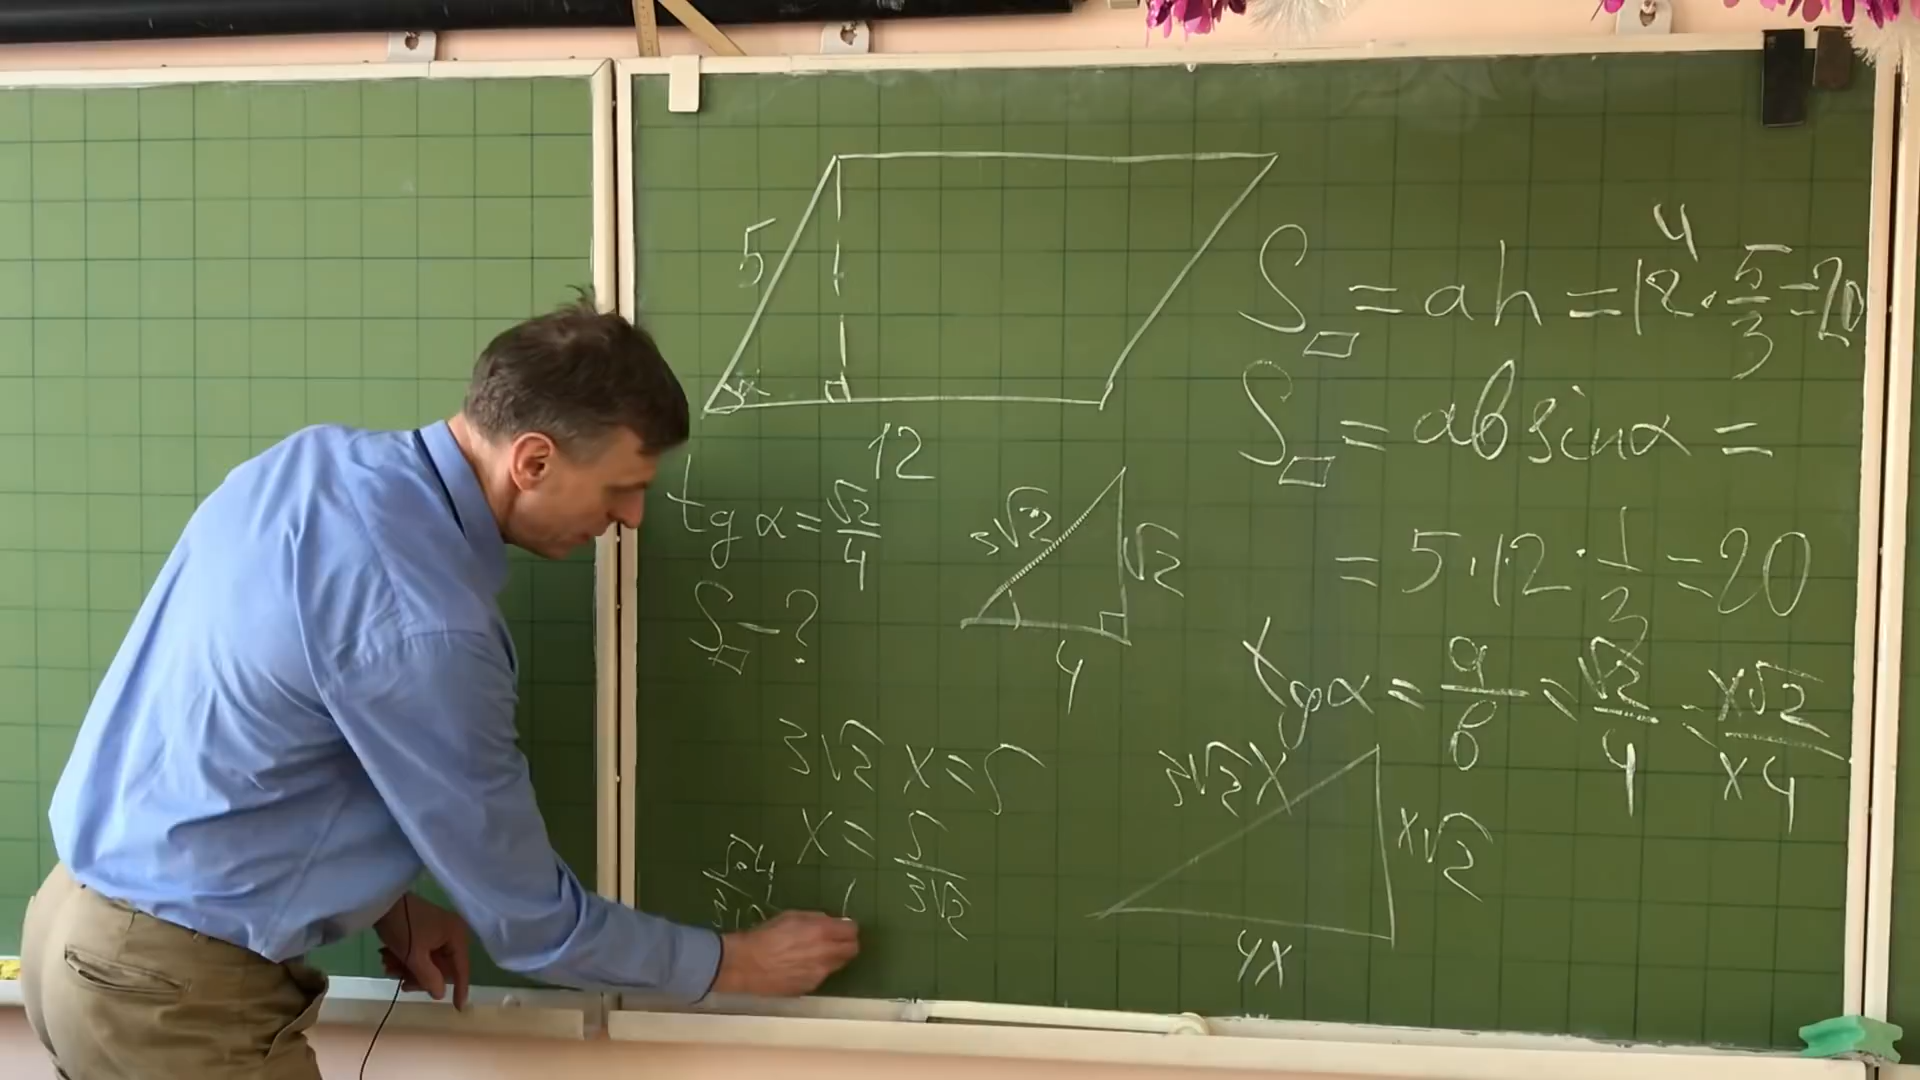 5
α
12
tg α = √2/4
S▱ - ?
S▱ = ah = 12 · 5/3 = 20
4
S▱ = ab sin α =
= 5 · 12 · 1/3 = 20
3√2
√2
4
tg α = a/b = √2/4 = x√2/x4
3√2 x = 5
x = 5/3√2
3√2 x
x√2
4x